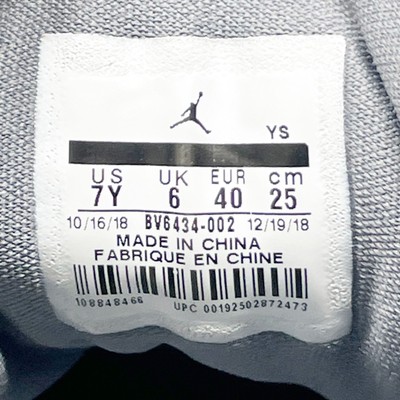 YS
US UK EUR cm
7Y 6 40 25
10/16/18 BV6434-002 12/19/18
MADE IN CHINA
FABRIQUE EN CHINE
108848466 UPC 00192502872473